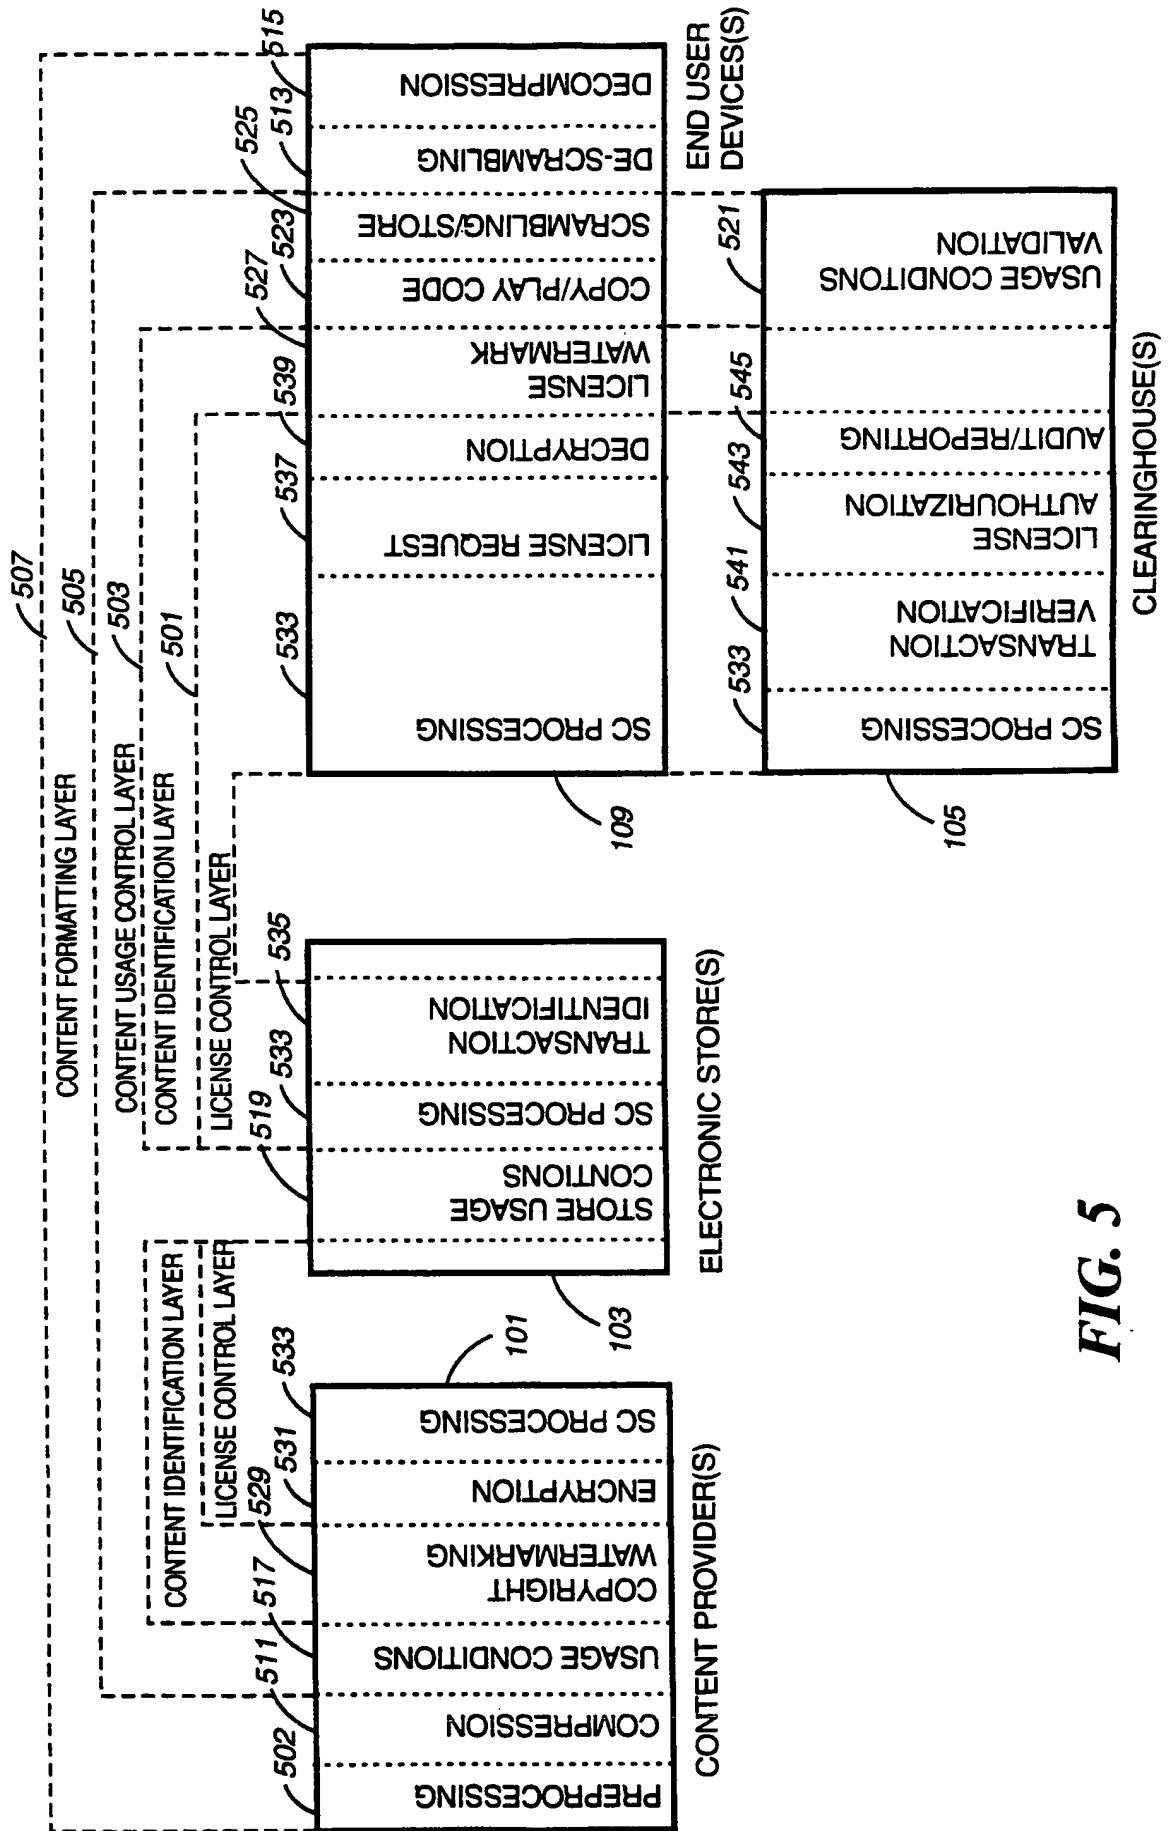 507
CONTENT FORMATTING LAYER
505
CONTENT USAGE CONTROL LAYER
503
CONTENT IDENTIFICATION LAYER
501
LICENSE CONTROL LAYER
CONTENT IDENTIFICATION LAYER
LICENSE CONTROL LAYER
502
511
517
529
531
533
PREPROCESSING
COMPRESSION
USAGE CONDITIONS
COPYRIGHT
WATERMARKING
ENCRYPTION
SC PROCESSING
101
CONTENT PROVIDER(S)
519
533
535
STORE USAGE
CONTIONS
SC PROCESSING
TRANSACTION
IDENTIFICATION
103
ELECTRONIC STORE(S)
533
537
539
527
523
525
513
515
SC PROCESSING
LICENSE REQUEST
DECRYPTION
LICENSE
WATERMARK
COPY/PLAY CODE
SCRAMBLING/STORE
DE-SCRAMBLING
DECOMPRESSION
109
END USER
DEVICES(S)
533
541
543
545
521
SC PROCESSING
TRANSACTION
VERIFICATION
LICENSE
AUTHOURIZATION
AUDIT/REPORTING
USAGE CONDITONS
VALIDATION
105
CLEARINGHOUSE(S)
FIG. 5